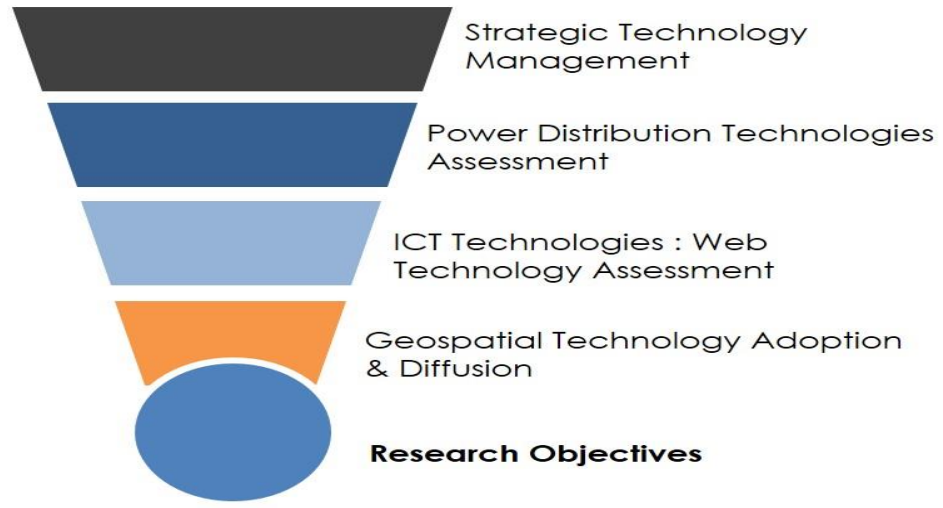 Strategic Technology
Management
Power Distribution Technologies
Assessment
ICT Technologies : Web
Technology Assessment
Geospatial Technology Adoption
& Diffusion
Research Objectives